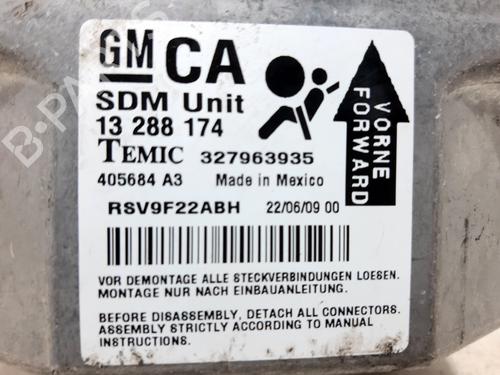 GM CA
SDM Unit
13 288 174
TEMIC 327963935
405684 A3 Made in Mexico
RSV9F22ABH 22/06/09 00
VORNE
FORWARD
VOR DEMONTAGE ALLE STECKVERBINDUNGEN LOESEN.
MONTAGE NUR NACH EINBAUANLEITUNG.
BEFORE DISASSEMBLY, DETACH ALL CONNECTORS.
ASSEMBLY STRICTLY ACCORDING TO MANUAL
INSTRUCTIONS.
B-PARTS